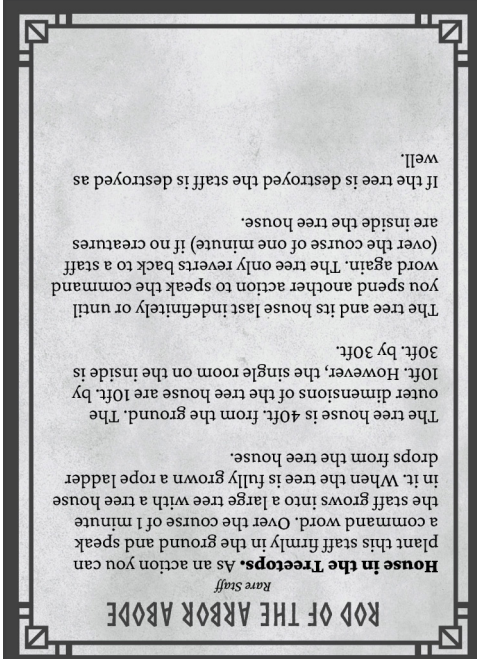 ROD OF THE ARBOR ABODE
Rare Staff
House in the Treetops. As an action you can
plant this staff firmly in the ground and speak
a command word. Over the course of 1 minute
the staff grows into a large tree with a tree house
in it. When the tree is fully grown a rope ladder
drops from the tree house.
The tree house is 40ft. from the ground. The
outer dimensions of the tree house are 10ft. by
10ft. However, the single room on the inside is
30ft. by 30ft.
The tree and its house last indefinitely or until
you spend another action to speak the command
word again. The tree only reverts back to a staff
(over the course of one minute) if no creatures
are inside the tree house.
If the tree is destroyed the staff is destroyed as
well.